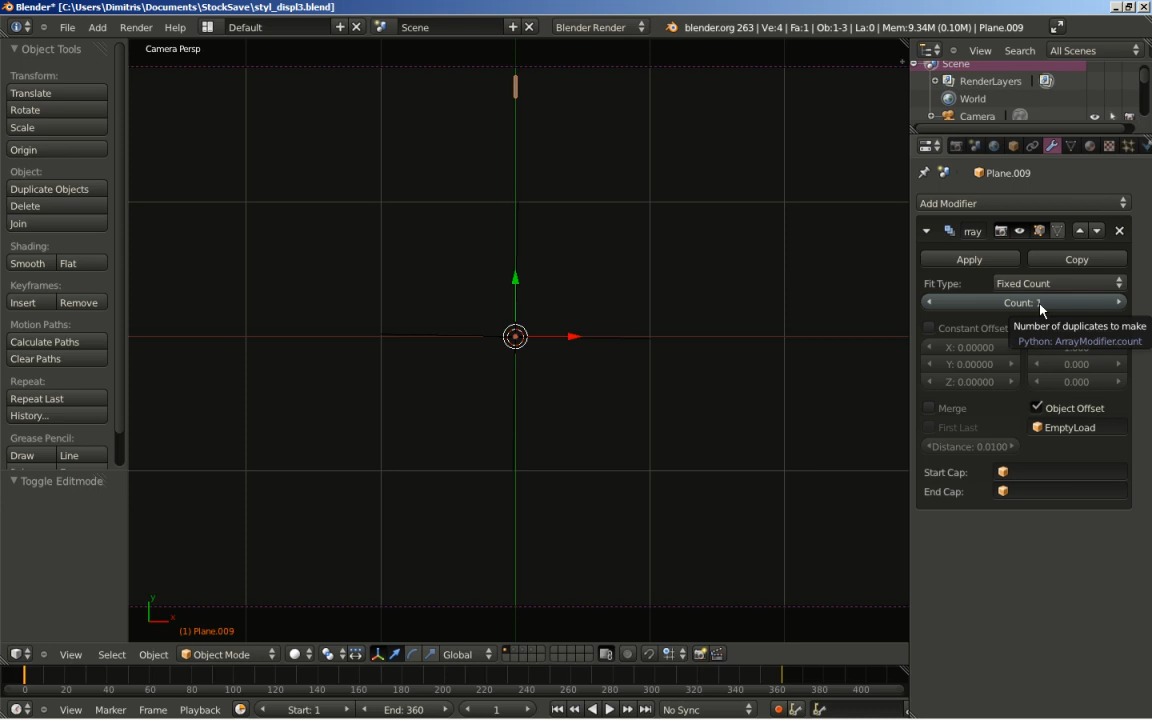 Blender* [C:\Users\Dimitris\Documents\StockSave\styl_displ3.blend]
File Add Render Help Default Scene Blender Render blender.org 263 | Ve:4 | Fa:1 | Ob:1-3 | La:0 | Mem:9.34M (0.10M) | Plane.009
Object Tools
Transform:
Translate
Rotate
Scale
Origin
Object:
Duplicate Objects
Delete
Join
Shading:
Smooth Flat
Keyframes:
Insert Remove
Motion Paths:
Calculate Paths
Clear Paths
Repeat:
Repeat Last
History...
Grease Pencil:
Draw Line
Toggle Editmode
Camera Persp
y
x
(1) Plane.009
View Select Object Object Mode Global
0 20 40 60 80 100 120 140 160 180 200 220 240 260 280 300 320 340 360 380 400
View Marker Frame Playback Start: 1 End: 360 1 No Sync
View Search All Scenes
Scene
RenderLayers
World
Camera
Plane.009
Add Modifier
rray
Apply Copy
Fit Type: Fixed Count
Count: 1
Number of duplicates to make
Python: ArrayModifier.count
Constant Offset
X: 0.00000 1.000
Y: 0.00000 0.000
Z: 0.00000 0.000
Merge Object Offset
First Last EmptyLoad
Distance: 0.0100
Start Cap:
End Cap: